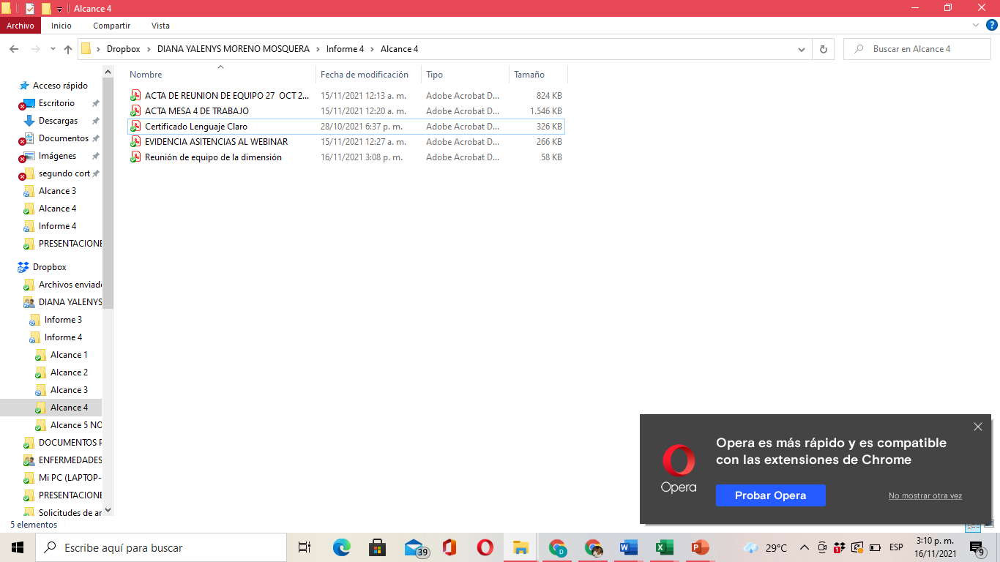 Alcance 4
Archivo Inicio Compartir Vista
Dropbox DIANA YALENYS MORENO MOSQUERA Informe 4 Alcance 4
Buscar en Alcance 4
Nombre Fecha de modificación Tipo Tamaño
ACTA DE REUNION DE EQUIPO 27 OCT 2... 15/11/2021 12:13 a. m. Adobe Acrobat D... 824 KB
ACTA MESA 4 DE TRABAJO 15/11/2021 12:20 a. m. Adobe Acrobat D... 1.546 KB
Certificado Lenguaje Claro 28/10/2021 6:37 p. m. Adobe Acrobat D... 326 KB
EVIDENCIA ASITENCIAS AL WEBINAR 15/11/2021 12:27 a. m. Adobe Acrobat D... 266 KB
Reunión de equipo de la dimensión 16/11/2021 3:08 p. m. Adobe Acrobat D... 58 KB
Acceso rápido
Escritorio
Descargas
Documentos
Imágenes
segundo cort
Alcance 3
Alcance 4
Informe 4
PRESENTACIONE
Dropbox
Archivos enviado
DIANA YALENYS
Informe 3
Informe 4
Alcance 1
Alcance 2
Alcance 3
Alcance 4
Alcance 5 NO
DOCUMENTOS P
ENFERMEDADES
Mi PC (LAPTOP-
PRESENTACIONE
Solicitudes de ar
5 elementos
Opera es más rápido y es compatible
con las extensiones de Chrome
Opera
Probar Opera
No mostrar otra vez
Escribe aquí para buscar
39
D
29°C
1
ESP
3:10 p. m.
16/11/2021
9